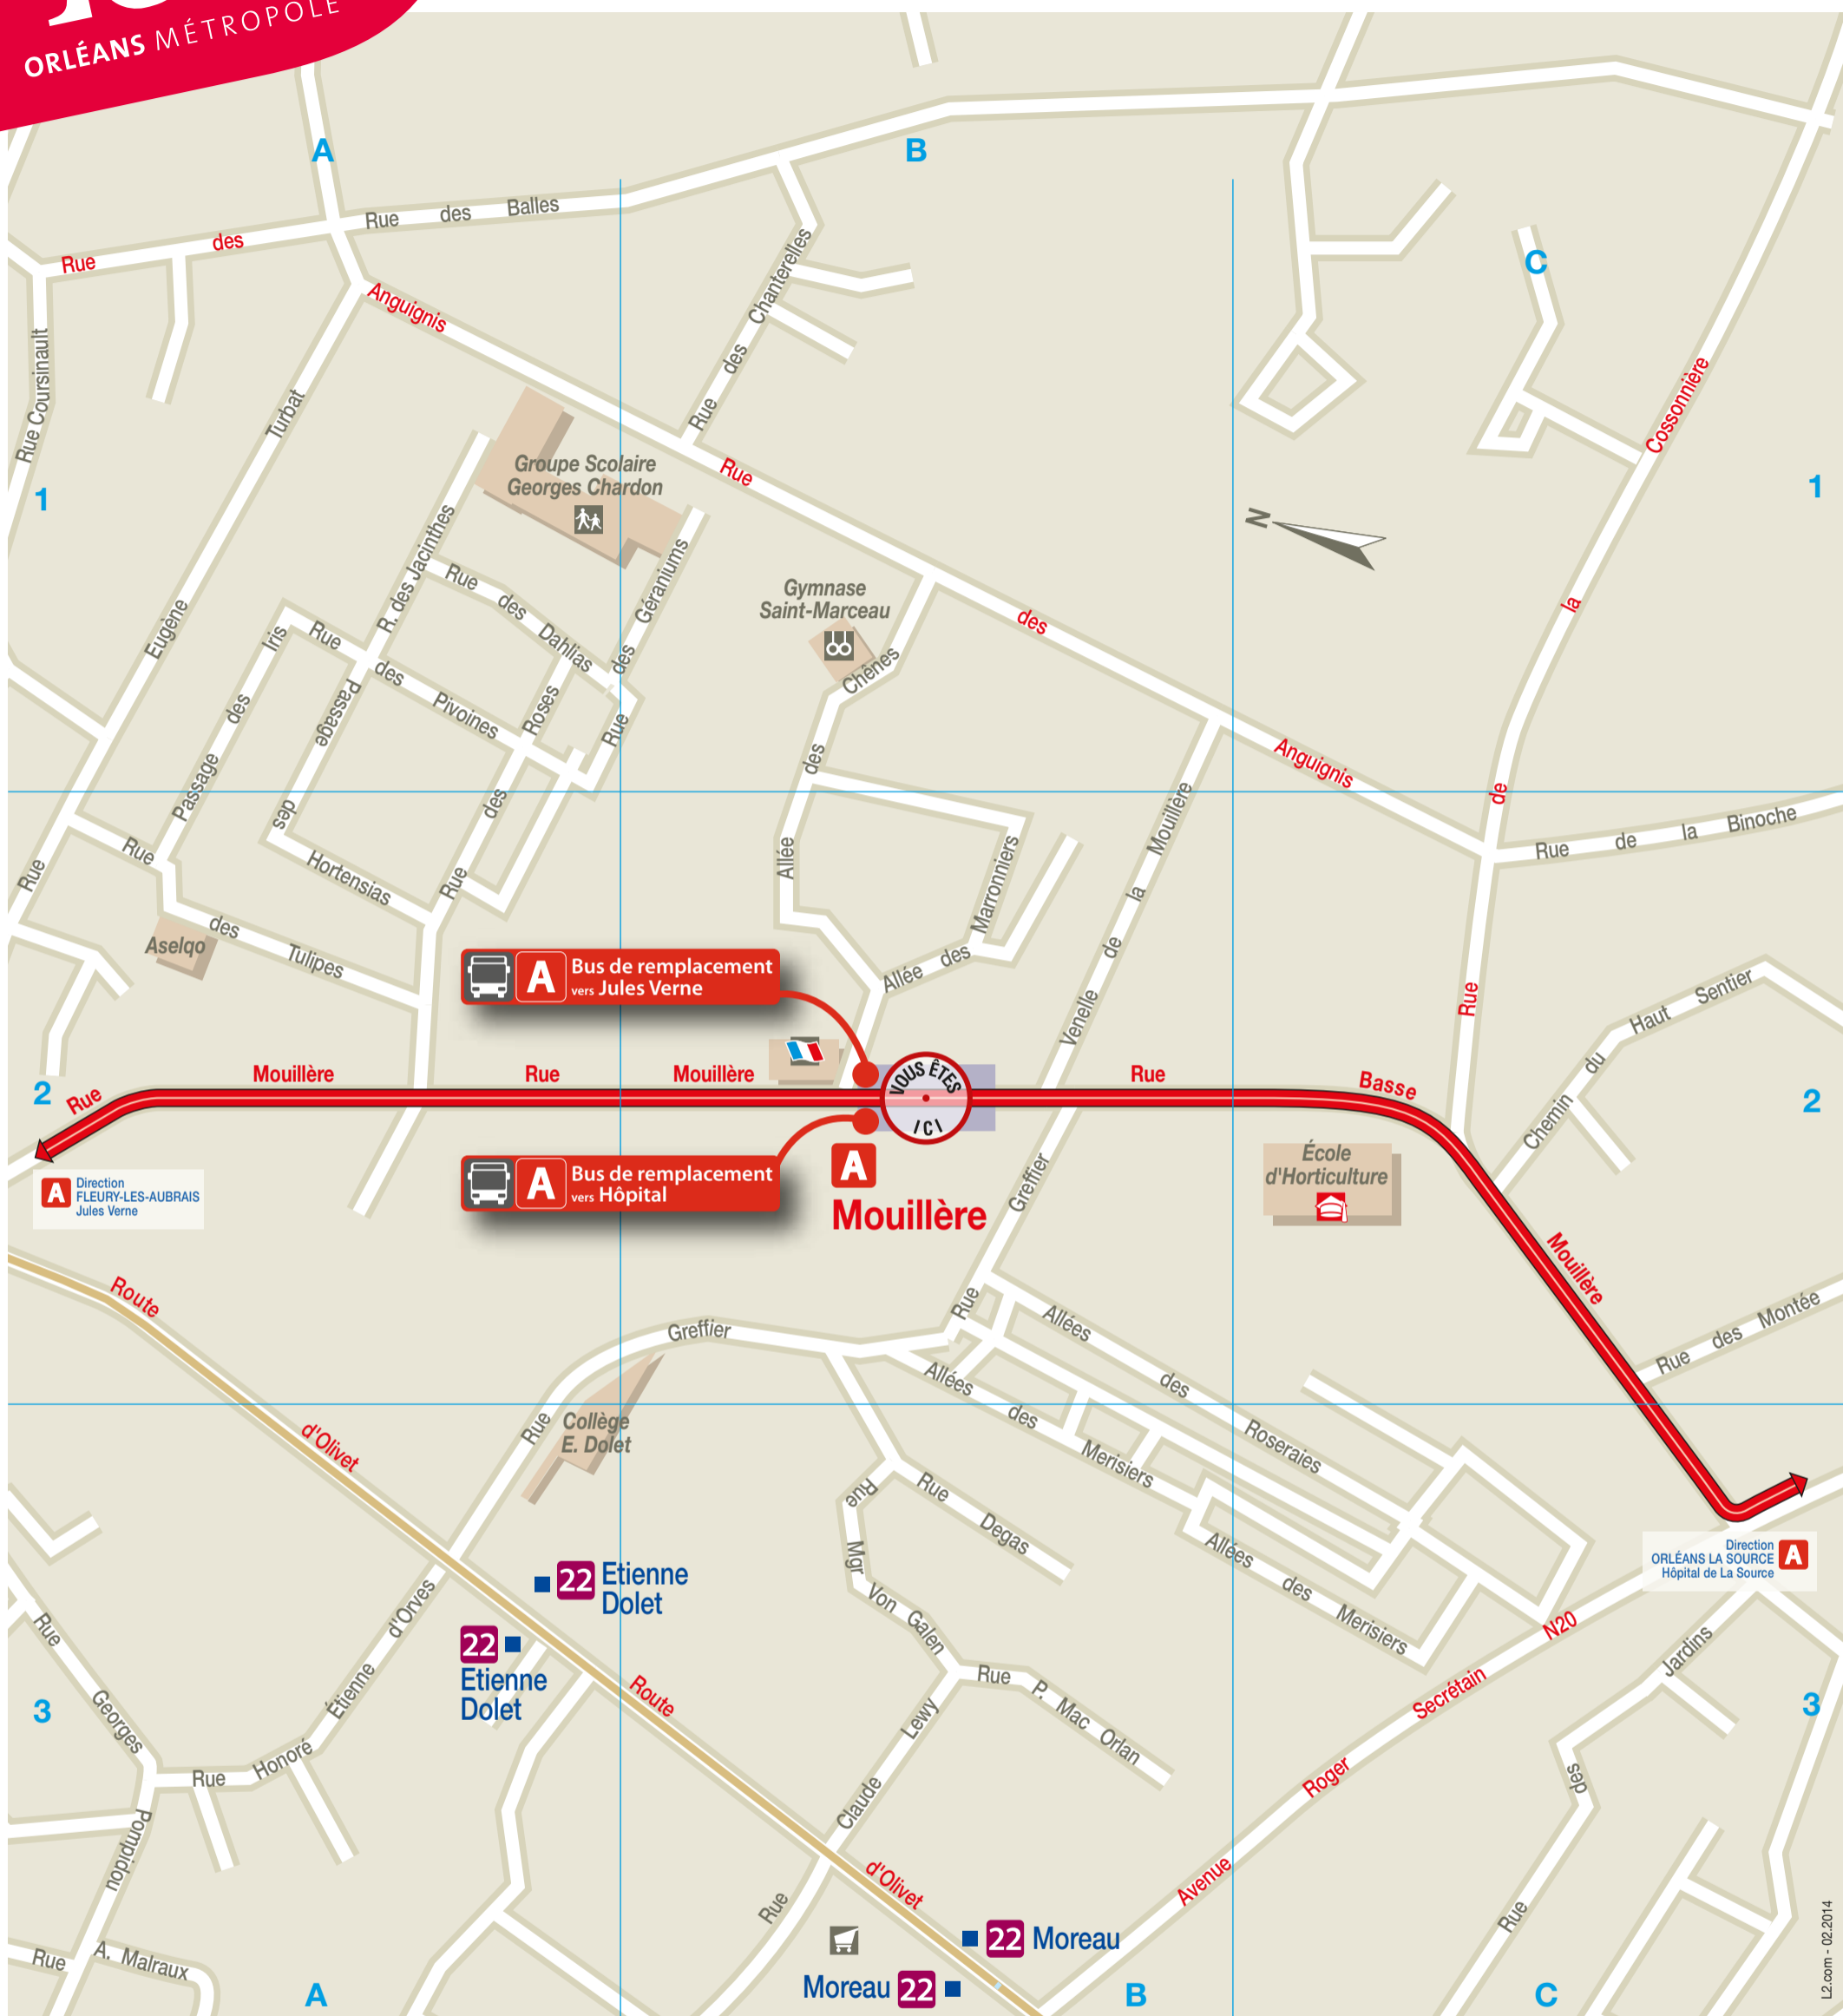 ORLÉANS MÉTROPOLE
A
B
C
Rue des Balles
Rue des Anguignis
Rue Coursinault
Rue des Chanterelles
Rue Eugène Turbat
Groupe Scolaire
Georges Chardon
Rue des Anguignis
Cossonnière
1
1
N
R. des Jacinthes
Rue des Dahlias
Rue des Géraniums
Gymnase
Saint-Marceau
Rue des Pivoines
Passage des Iris
Passage des Hortensias
Rue des Roses
Allée des Chênes
Rue de la Cossonnière
Rue de la Binoche
Allée des Marronniers
Venelle de la Mouillère
Rue des Tulipes
Aselqo
A Bus de remplacement
vers Jules Verne
Chemin du Haut Sentier
2
Rue Mouillère Rue Mouillère
VOUS ÊTES
ICI
Rue Basse Mouillère
2
A Direction
FLEURY-LES-AUBRAIS
Jules Verne
A Bus de remplacement
vers Hôpital
A
Mouillère
École
d'Horticulture
Rue Greffier
Route d'Olivet
Rue Greffier
Allées des Roseraies
Rue des Montée
Allées des Merisiers
Collège
E. Dolet
Rue Degas
Rue Mgr Von Galen
Allées des Merisiers
Direction
ORLÉANS LA SOURCE
Hôpital de La Source
A
22 Etienne
Dolet
22
Etienne
Dolet
Rue Honoré Étienne d'Orves
Rue Georges Pompidou
3
3
Route d'Olivet
Rue P. Mac Orlan
Rue Claude Lewy
Avenue Roger Secrétain
N20
Rue des Jardins
Rue A. Malraux
22 Moreau
Moreau 22
A
B
C
L2.com - 02.2014